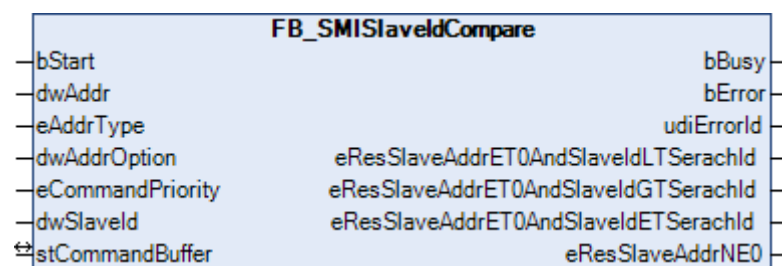 FB_SMISlaveIdCompare
bStart bBusy
dwAddr bError
eAddrType udiErrorId
dwAddrOption eResSlaveAddrET0AndSlaveIdLTSerachId
eCommandPriority eResSlaveAddrET0AndSlaveIdGTSerachId
dwSlaveId eResSlaveAddrET0AndSlaveIdETSerachId
stCommandBuffer eResSlaveAddrNE0